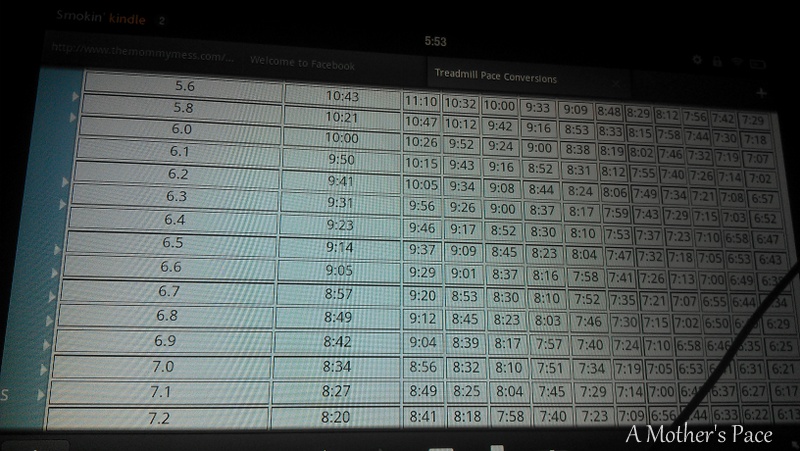 Smokin' kindle 2
5:53
http://www.themommymess.com/... Welcome to Facebook Treadmill Pace Conversions
5.6 10:43 11:10 10:32 10:00 9:33 9:09 8:48 8:29 8:12 7:56 7:42 7:29
5.8 10:21 10:47 10:12 9:42 9:16 8:53 8:33 8:15 7:58 7:44 7:30 7:18
6.0 10:00 10:26 9:52 9:24 9:00 8:38 8:19 8:02 7:46 7:32 7:19 7:07
6.1 9:50 10:15 9:43 9:16 8:52 8:31 8:12 7:55 7:40 7:26 7:14 7:02
6.2 9:41 10:05 9:34 9:08 8:44 8:24 8:06 7:49 7:34 7:21 7:08 6:57
6.3 9:31 9:56 9:26 9:00 8:37 8:17 7:59 7:43 7:29 7:15 7:03 6:52
6.4 9:23 9:46 9:17 8:52 8:30 8:10 7:53 7:37 7:23 7:10 6:58 6:47
6.5 9:14 9:37 9:09 8:45 8:23 8:04 7:47 7:32 7:18 7:05 6:53 6:43
6.6 9:05 9:29 9:01 8:37 8:16 7:58 7:41 7:26 7:13 7:00 6:49
6.7 8:57 9:20 8:53 8:30 8:10 7:52 7:35 7:21 7:07 6:55 6:44
6.8 8:49 9:12 8:45 8:23 8:03 7:46 7:30 7:15 7:02 6:50 6:29
6.9 8:42 9:04 8:39 8:17 7:57 7:40 7:24 7:10 6:58 6:46 6:25
7.0 8:34 8:56 8:32 8:10 7:51 7:34 7:19 7:05 6:53 6:31 6:21
S 7.1 8:27 8:49 8:25 8:04 7:45 7:29 7:14 7:00 6:37 6:27 6:17
7.2 8:20 8:41 8:18 7:58 7:40 7:23 7:09 6:56 6:33 6:22 6:13
A Mother's Pace